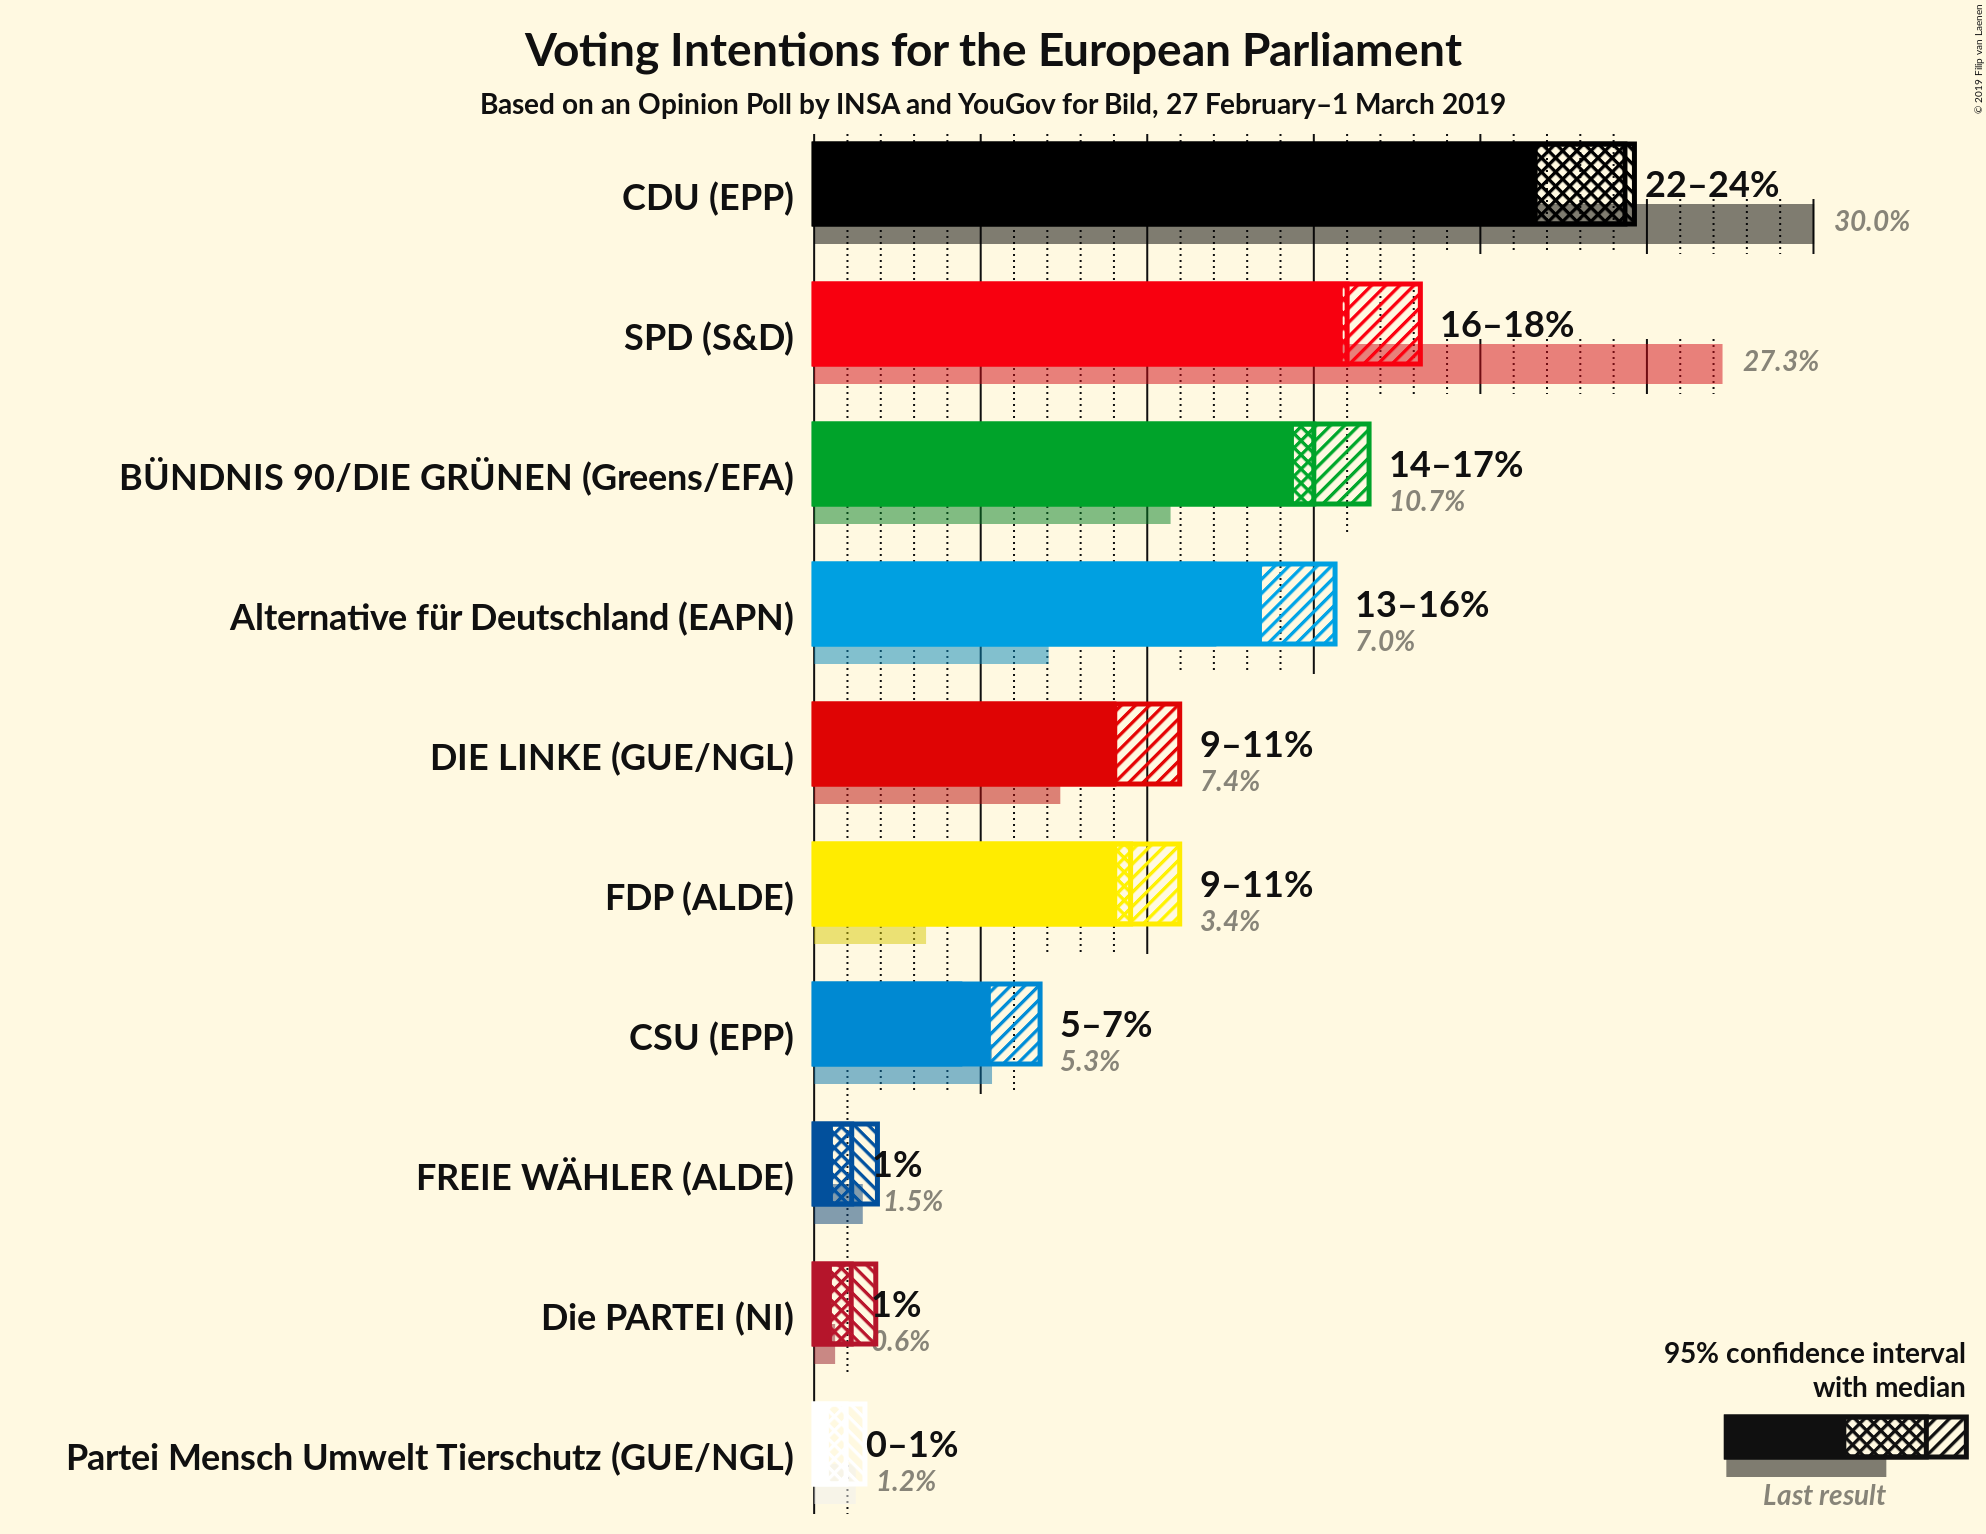 Voting Intentions for the European Parliament
Based on an Opinion Poll by INSA and YouGov for Bild, 27 February–1 March 2019
© 2019 Filip van Laenen
CDU (EPP)
22–24%
30.0%
SPD (S&D)
16–18%
27.3%
BÜNDNIS 90/DIE GRÜNEN (Greens/EFA)
14–17%
10.7%
Alternative für Deutschland (EAPN)
13–16%
7.0%
DIE LINKE (GUE/NGL)
9–11%
7.4%
FDP (ALDE)
9–11%
3.4%
CSU (EPP)
5–7%
5.3%
FREIE WÄHLER (ALDE)
1%
1.5%
Die PARTEI (NI)
1%
0.6%
Partei Mensch Umwelt Tierschutz (GUE/NGL)
0–1%
1.2%
95% confidence interval
with median
Last result